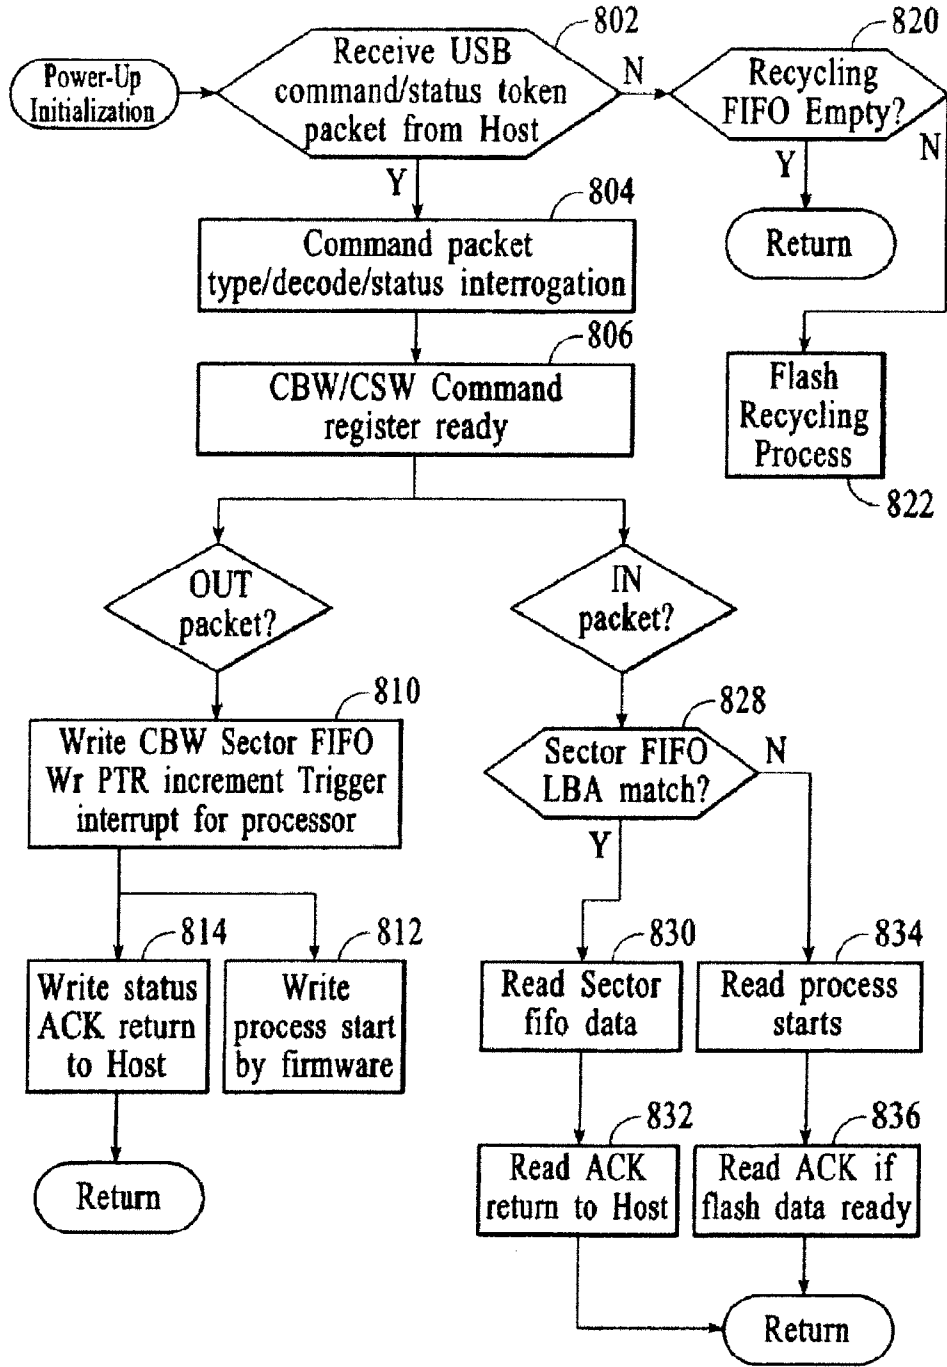 802
820
Power-Up
Initialization
Receive USB
command/status token
packet from Host
N
Recycling
FIFO Empty?
Y
Y
N
804
Return
Command packet
type/decode/status interrogation
806
CBW/CSW Command
register ready
Flash
Recycling
Process
822
OUT
packet?
IN
packet?
810
828
Write CBW Sector FIFO
Wr PTR increment Trigger
interrupt for processor
Sector FIFO
LBA match?
N
Y
814
812
830
834
Write status
ACK return
to Host
Write
process start
by firmware
Read Sector
fifo data
Read process
starts
832
836
Return
Read ACK
return to Host
Read ACK if
flash data ready
Return